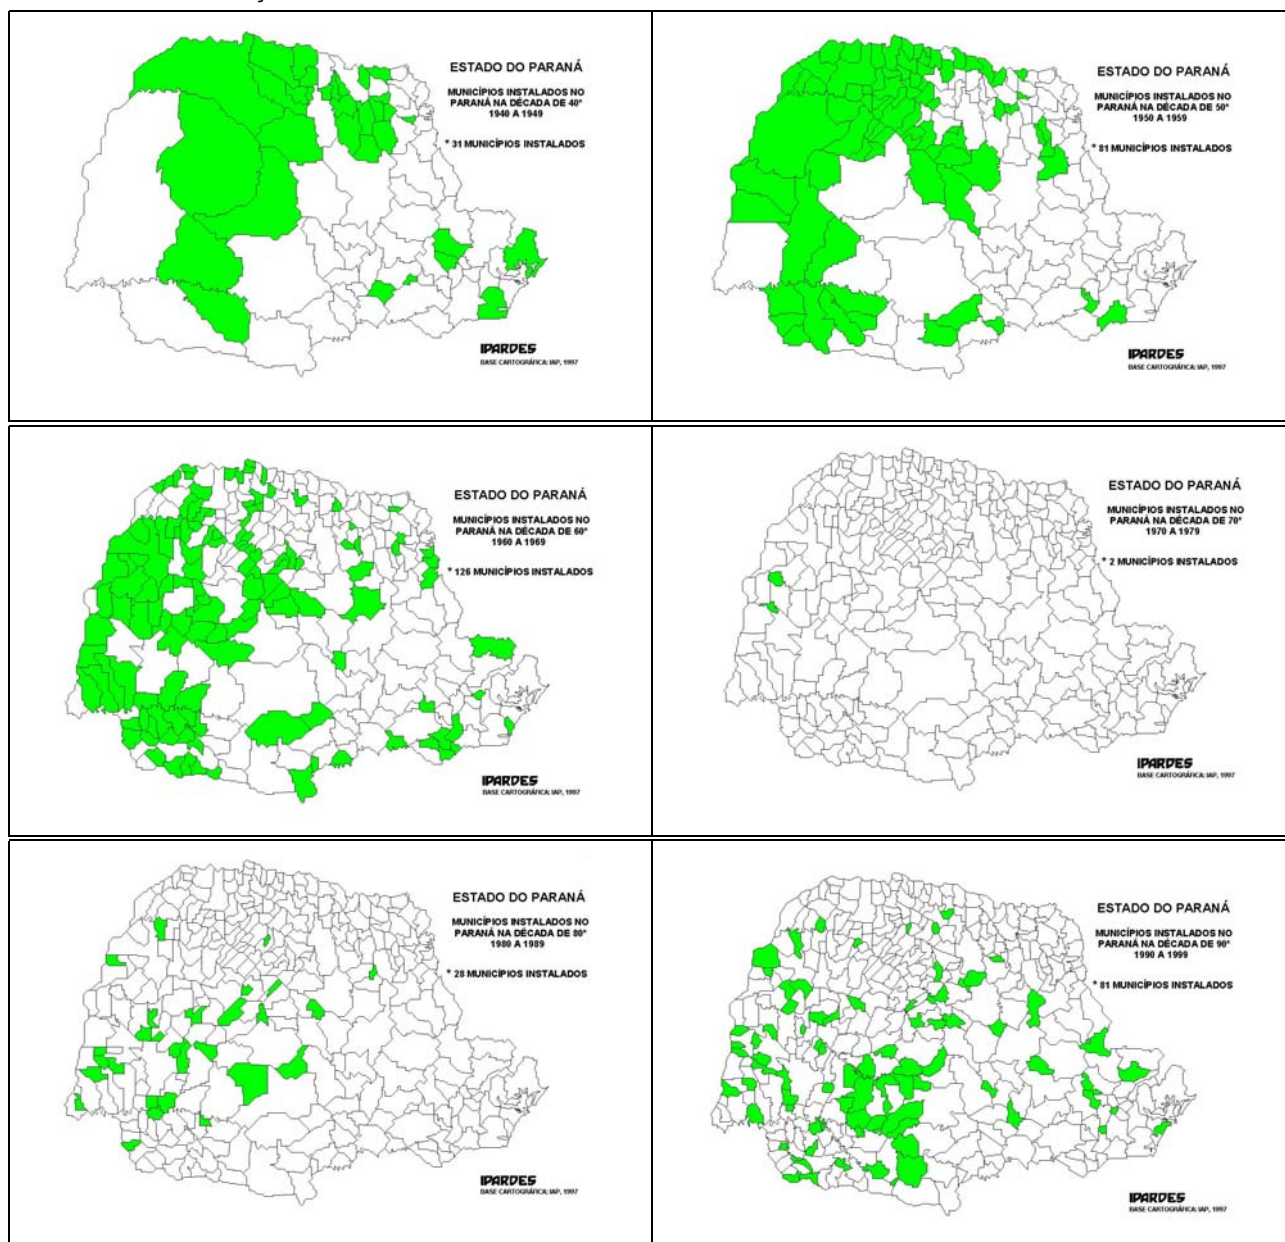 ESTADO DO PARANÁ
MUNICÍPIOS INSTALADOS NO
PARANÁ NA DÉCADA DE 40*
1940 A 1949
* 31 MUNICÍPIOS INSTALADOS
IPARDES
BASE CARTOGRÁFICA: IAP, 1997
ESTADO DO PARANÁ
MUNICÍPIOS INSTALADOS NO
PARANÁ NA DÉCADA DE 50*
1950 A 1959
* 81 MUNICÍPIOS INSTALADOS
IPARDES
BASE CARTOGRÁFICA: IAP, 1997
ESTADO DO PARANÁ
MUNICÍPIOS INSTALADOS NO
PARANÁ NA DÉCADA DE 60*
1960 A 1969
* 126 MUNICÍPIOS INSTALADOS
IPARDES
BASE CARTOGRÁFICA: IAP, 1997
ESTADO DO PARANÁ
MUNICÍPIOS INSTALADOS NO
PARANÁ NA DÉCADA DE 70*
1970 A 1979
* 2 MUNICÍPIOS INSTALADOS
IPARDES
BASE CARTOGRÁFICA: IAP, 1997
ESTADO DO PARANÁ
MUNICÍPIOS INSTALADOS NO
PARANÁ NA DÉCADA DE 80*
1980 A 1989
* 28 MUNICÍPIOS INSTALADOS
IPARDES
BASE CARTOGRÁFICA: IAP, 1997
ESTADO DO PARANÁ
MUNICÍPIOS INSTALADOS NO
PARANÁ NA DÉCADA DE 90*
1990 A 1999
* 81 MUNICÍPIOS INSTALADOS
IPARDES
BASE CARTOGRÁFICA: IAP, 1997